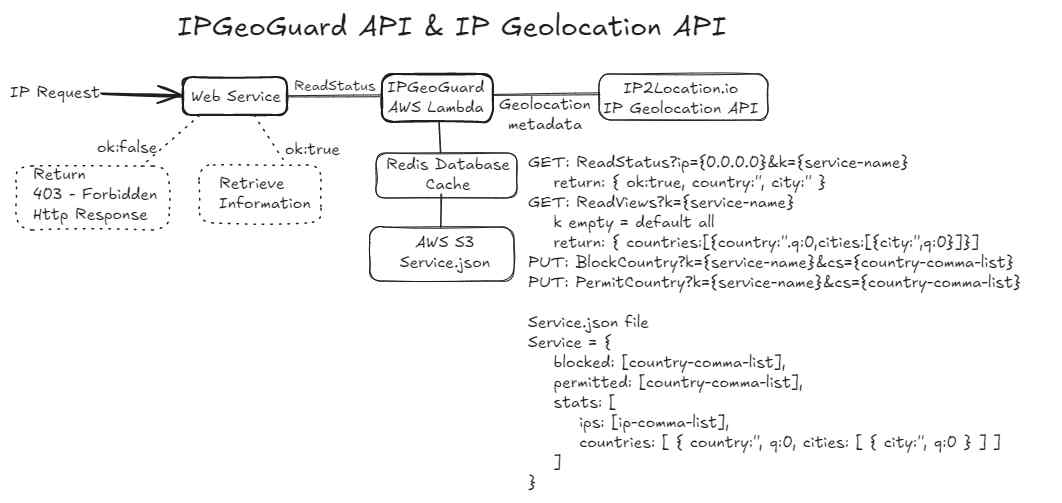 IPGeoGuard API & IP Geolocation API
IP Request
Web Service
ReadStatus
IPGeoGuard
AWS Lambda
Geolocation
metadata
IP2Location.io
IP Geolocation API
ok:false
ok:true
Return
403 - Forbidden
Http Response
Retrieve
Information
Redis Database
Cache
AWS S3
Service.json
GET: ReadStatus?ip={0.0.0.0}&k={service-name}
return: { ok:true, country:'', city:'' }
GET: ReadViews?k={service-name}
k empty = default all
return: { countries:[{country:''.q:0,cities:[{city:'',q:0}]}]
PUT: BlockCountry?k={service-name}&cs={country-comma-list}
PUT: PermitCountry?k={service-name}&cs={country-comma-list}
Service.json file
Service = {
blocked: [country-comma-list],
permitted: [country-comma-list],
stats: [
ips: [ip-comma-list],
countries: [ { country:'', q:0, cities: [ { city:'', q:0 } ] ]
]
}